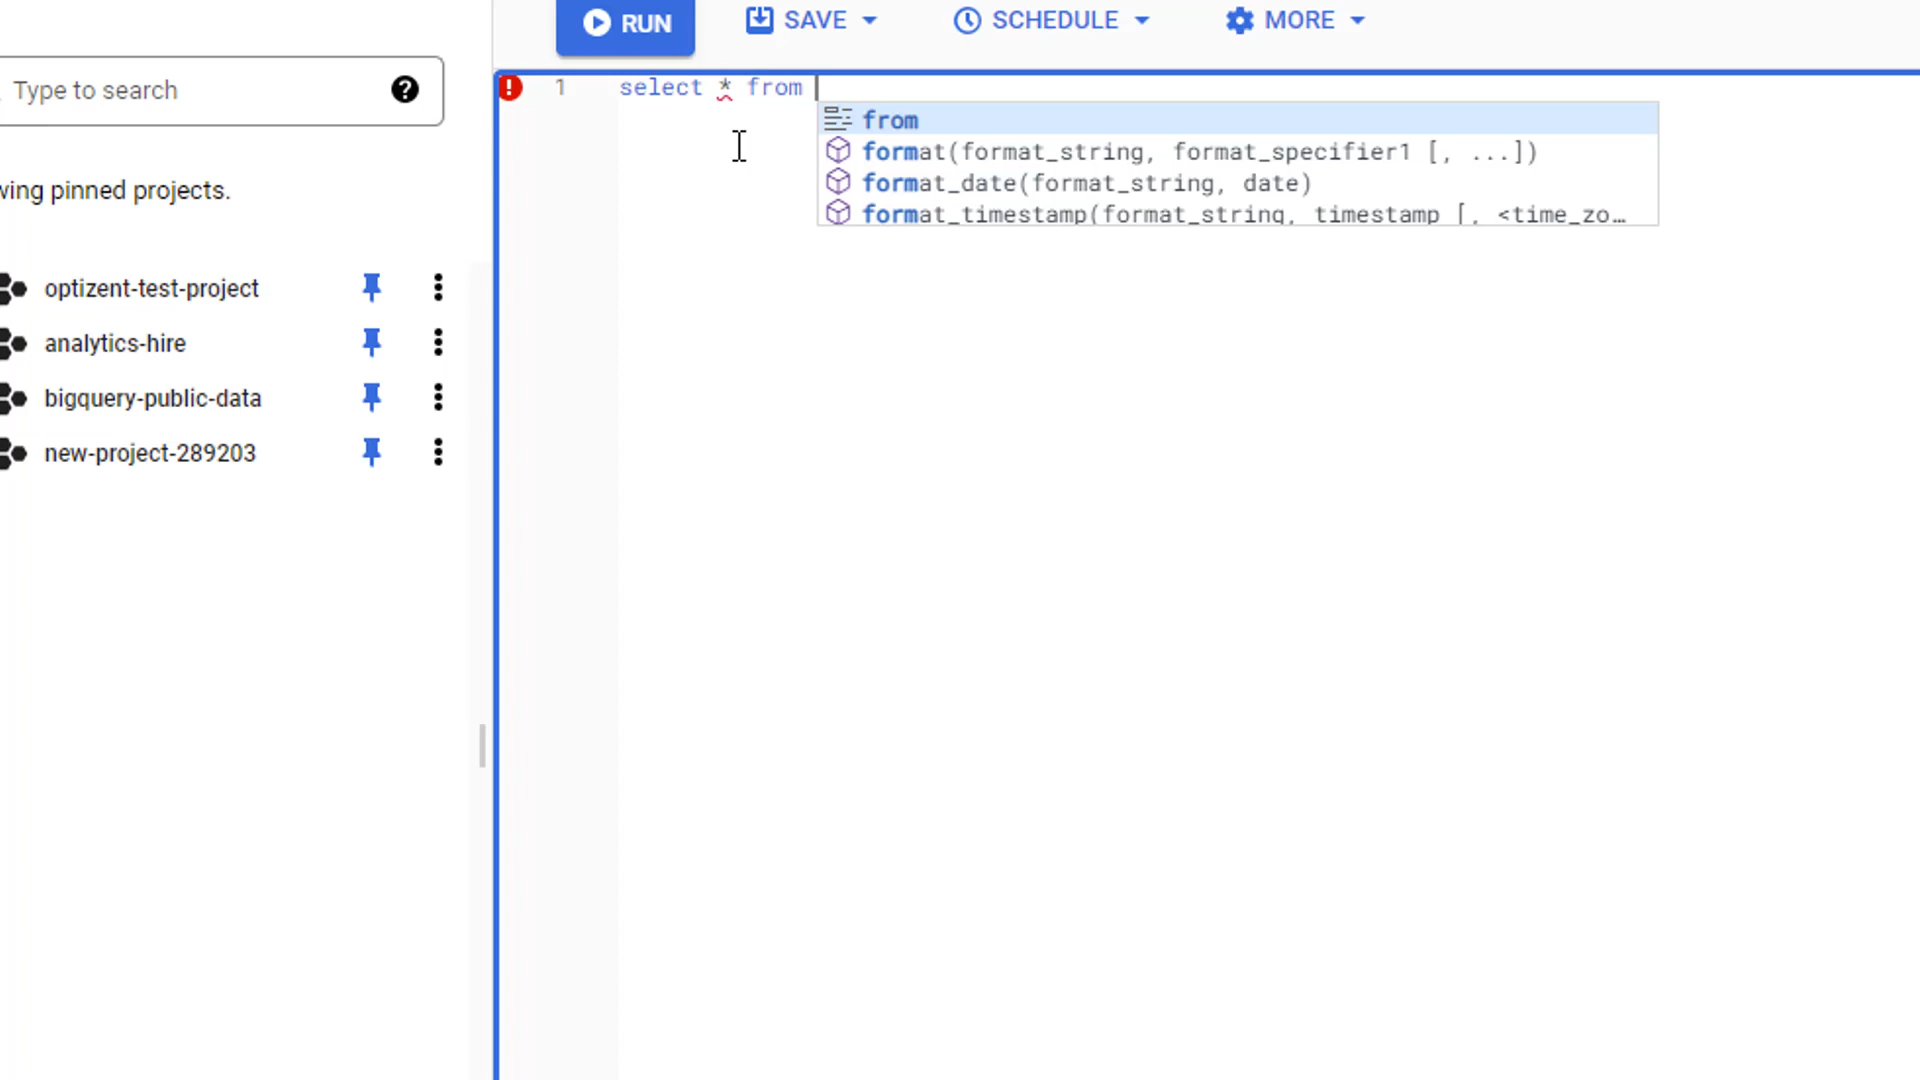 RUN SAVE SCHEDULE MORE
Type to search
1 select * from
from
format(format_string, format_specifier1 [, ...])
format_date(format_string, date)
format_timestamp(format_string, timestamp [, <time_zo…
wing pinned projects.
optizent-test-project
analytics-hire
bigquery-public-data
new-project-289203